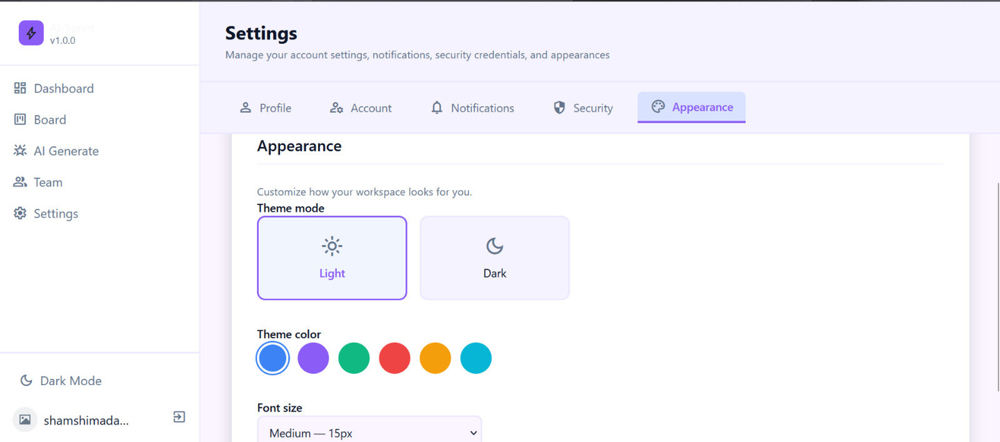 AI-Sprint
v1.0.0
Dashboard
Board
AI Generate
Team
Settings
Dark Mode
shamshimada...
Settings
Manage your account settings, notifications, security credentials, and appearances
Profile
Account
Notifications
Security
Appearance
Appearance
Customize how your workspace looks for you.
Theme mode
Light
Dark
Theme color
Font size
Medium — 15px